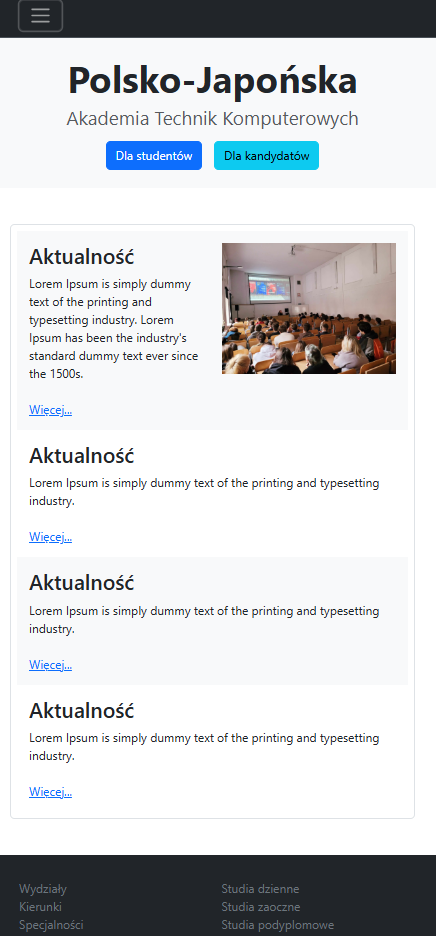 Polsko-Japońska
Akademia Technik Komputerowych
Dla studentów Dla kandydatów
Aktualność
Lorem Ipsum is simply dummy
text of the printing and
typesetting industry. Lorem
Ipsum has been the industry's
standard dummy text ever since
the 1500s.
Więcej...
Aktualność
Lorem Ipsum is simply dummy text of the printing and typesetting
industry.
Więcej...
Aktualność
Lorem Ipsum is simply dummy text of the printing and typesetting
industry.
Więcej...
Aktualność
Lorem Ipsum is simply dummy text of the printing and typesetting
industry.
Więcej...
Wydziały
Kierunki
Specjalności
Studia dzienne
Studia zaoczne
Studia podyplomowe